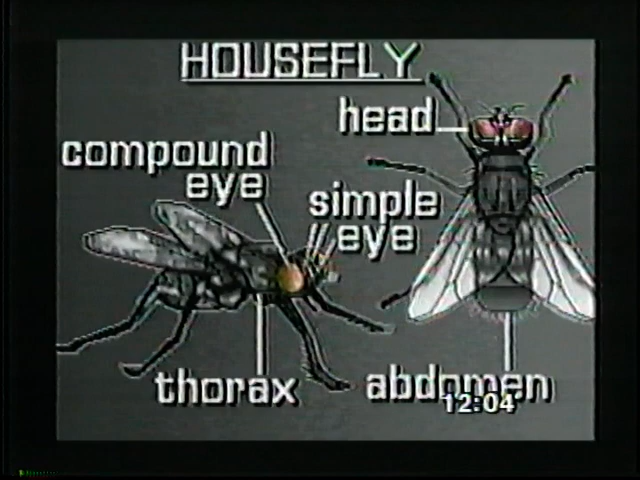 HOUSEFLY
head
compound
eye
simple
eye
thorax
abdomen
12:04